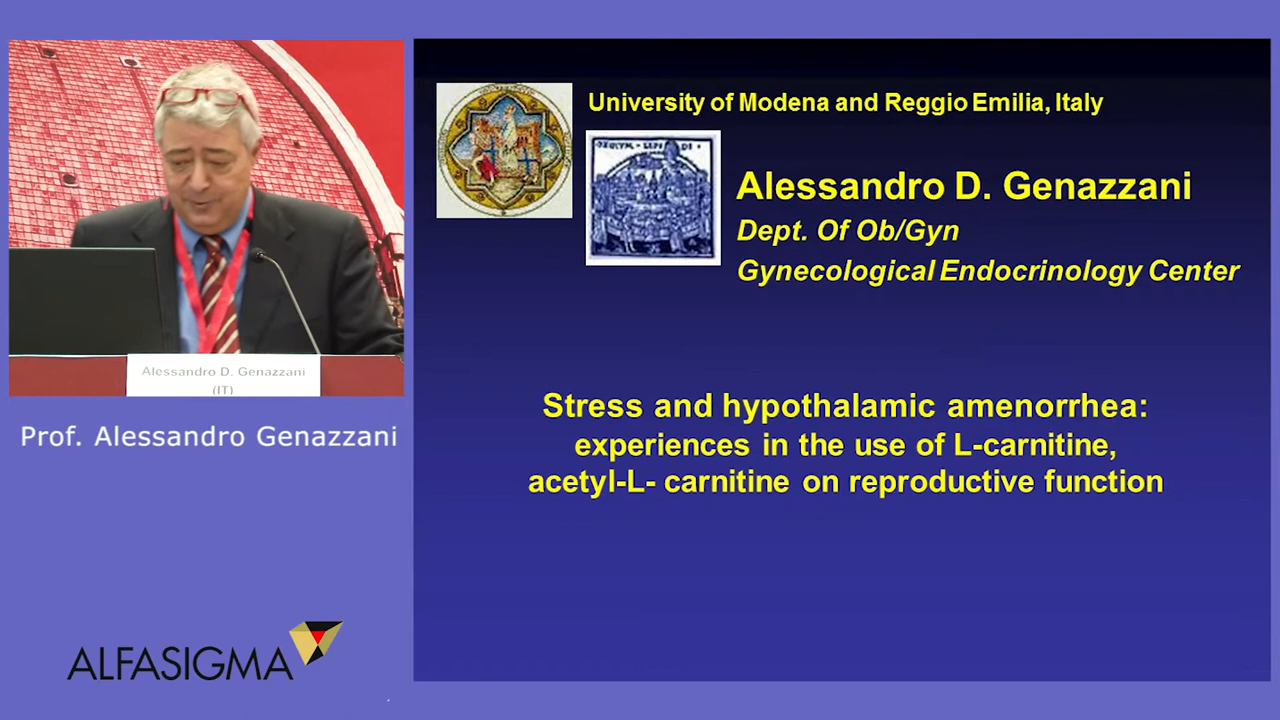 Alessandro D. Genazzani
(IT)
Prof. Alessandro Genazzani
ALFASIGMA
University of Modena and Reggio Emilia, Italy
Alessandro D. Genazzani
Dept. Of Ob/Gyn
Gynecological Endocrinology Center
Stress and hypothalamic amenorrhea:
experiences in the use of L-carnitine,
acetyl-L- carnitine on reproductive function